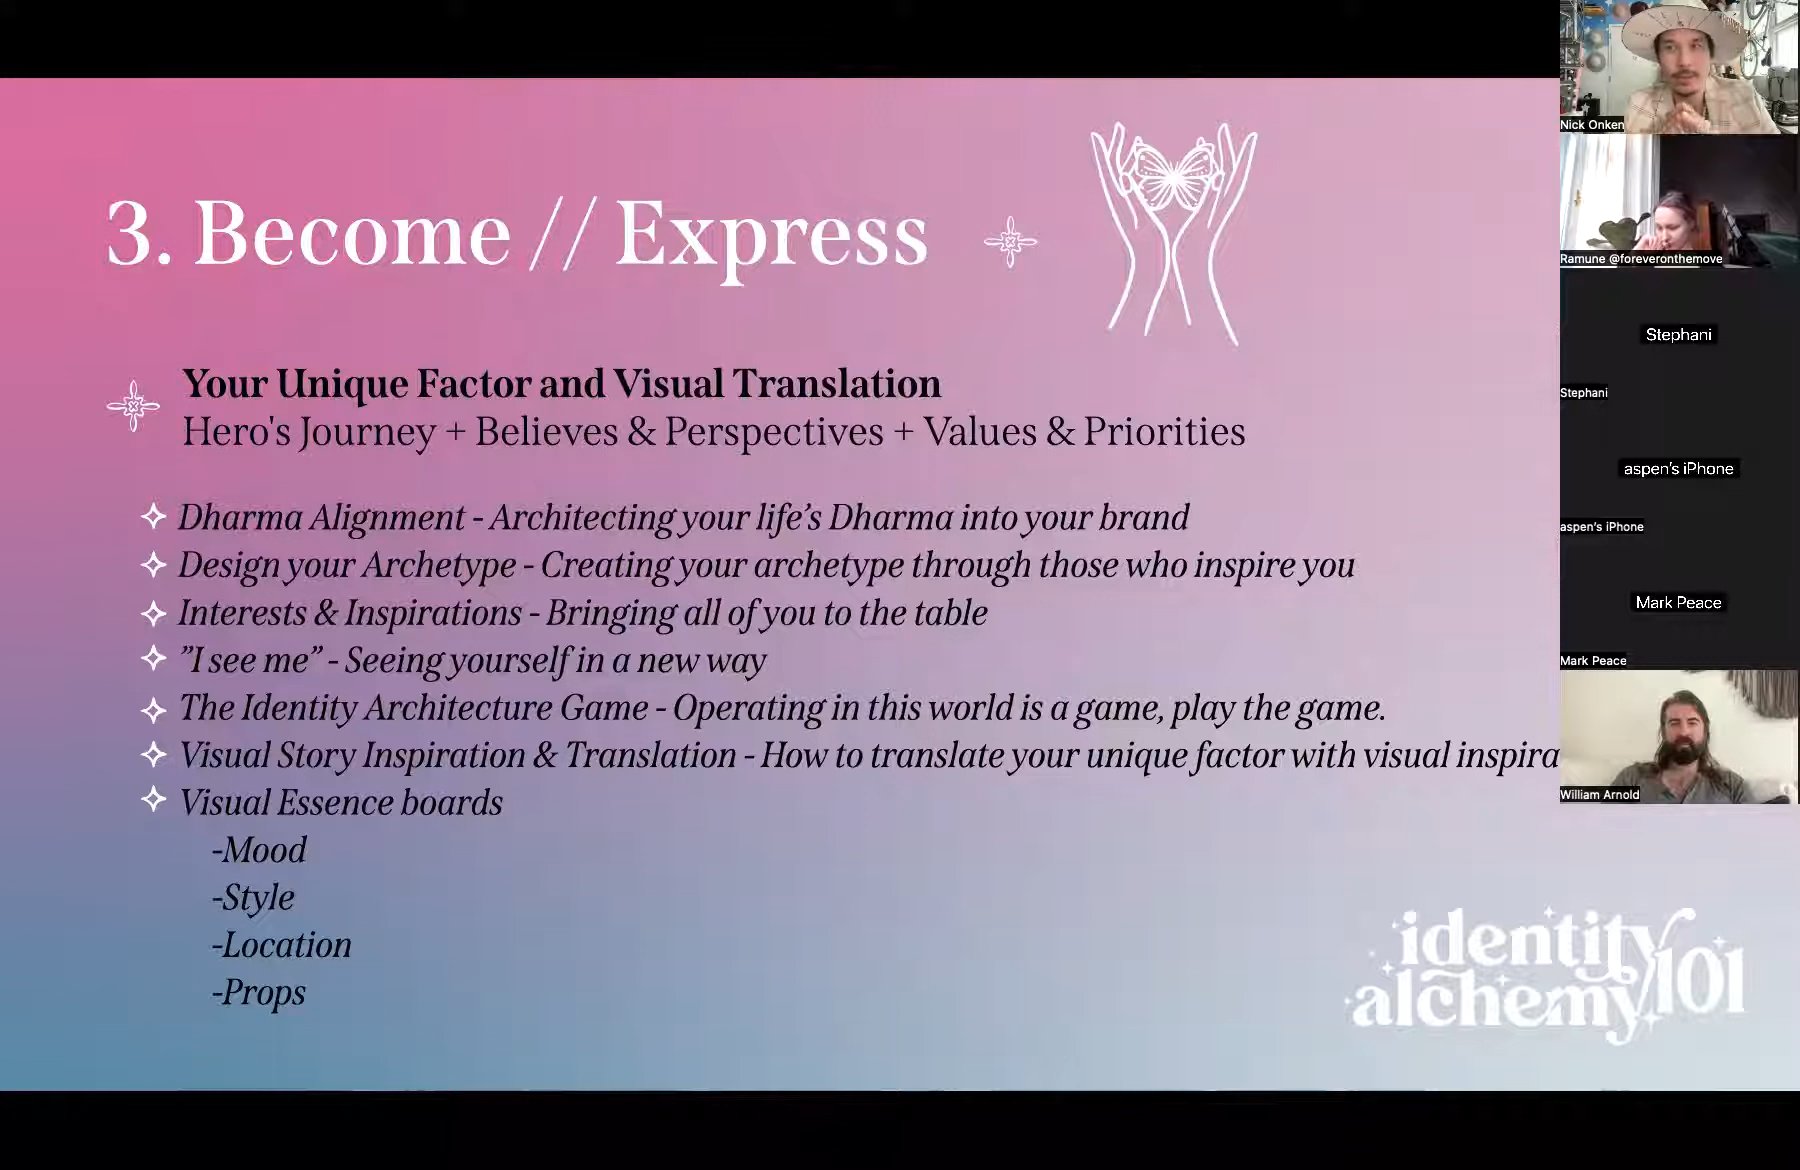 3. Become // Express
Your Unique Factor and Visual Translation
Hero's Journey + Believes & Perspectives + Values & Priorities
Dharma Alignment - Architecting your life’s Dharma into your brand
Design your Archetype - Creating your archetype through those who inspire you
Interests & Inspirations - Bringing all of you to the table
”I see me” - Seeing yourself in a new way
The Identity Architecture Game - Operating in this world is a game, play the game.
Visual Story Inspiration & Translation - How to translate your unique factor with visual inspira
Visual Essence boards
-Mood
-Style
-Location
-Props
identity
alchemy 101
Nick Onken
Ramune @foreveronthemove
Stephani
Stephani
aspen’s iPhone
aspen’s iPhone
Mark Peace
Mark Peace
William Arnold